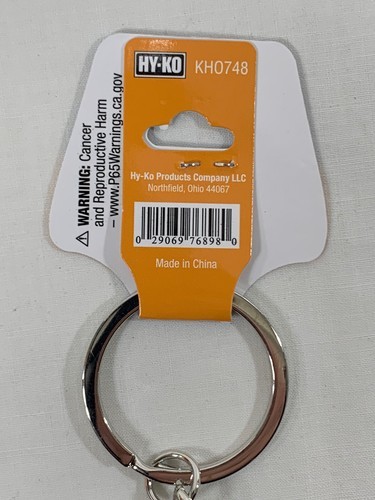 HY-KO KHO748
Hy-Ko Products Company LLC
Northfield, Ohio 44067
0 29069 76898 0
Made in China
⚠ WARNING: Cancer
and Reproductive Harm
– www.P65Warnings.ca.gov